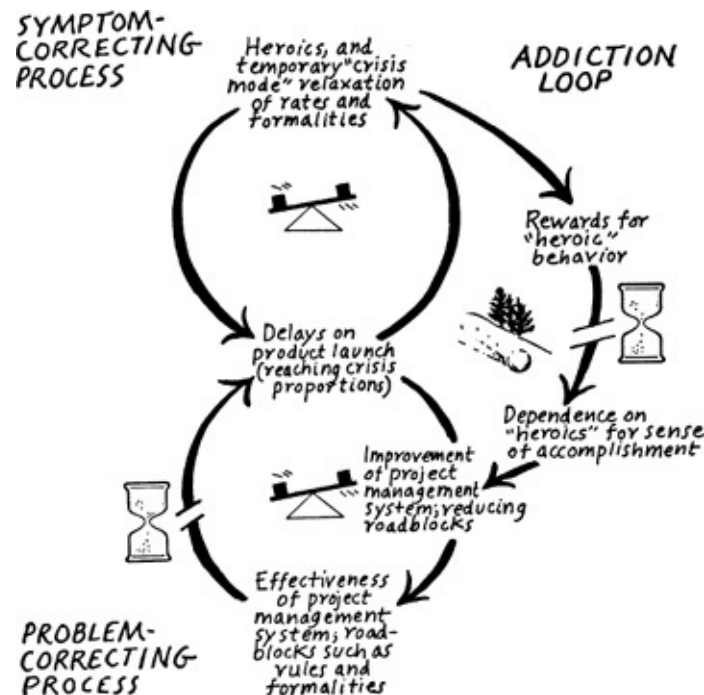 SYMPTOM-
CORRECTING
PROCESS
Heroics, and
temporary "crisis
mode" relaxation
of rates and
formalities
ADDICTION
LOOP
Rewards for
"heroic"
behavior
Delays on
product launch
(reaching crisis
proportions)
Dependence on
"heroics" for sense
of accomplishment
Improvement
of project
management
system; reducing
roadblocks
Effectiveness
of project
management
system; road-
blocks such as
rules and
formalities
PROBLEM-
CORRECTING
PROCESS